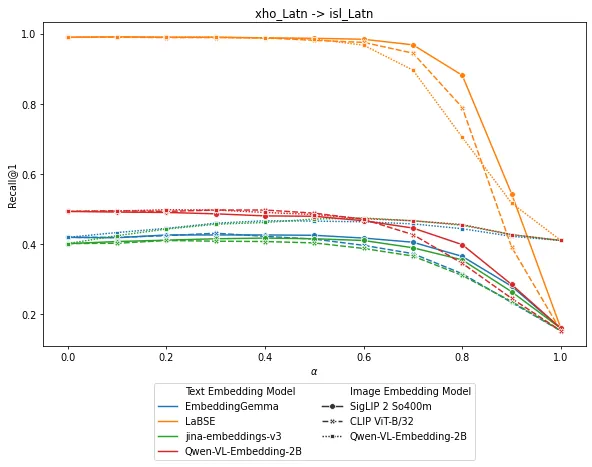 xho_Latn -> isl_Latn
Recall@1
1.0
0.8
0.6
0.4
0.2
0.0
0.2
0.4
0.6
0.8
1.0
α
Text Embedding Model
EmbeddingGemma
LaBSE
jina-embeddings-v3
Qwen-VL-Embedding-2B
Image Embedding Model
SigLIP 2 So400m
CLIP ViT-B/32
Qwen-VL-Embedding-2B